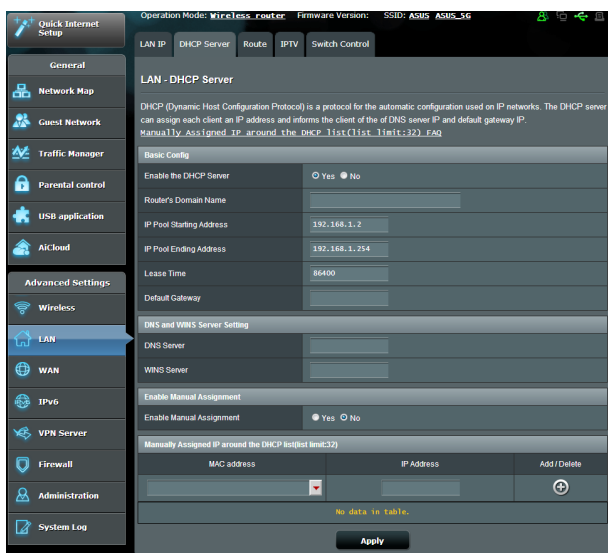 Quick Internet
Setup
General
Network Map
Guest Network
Traffic Manager
Parental control
USB application
AiCloud
Advanced Settings
Wireless
LAN
WAN
IPv6
VPN Server
Firewall
Administration
System Log
Operation Mode: Wireless router Firmware Version: SSID: ASUS ASUS_5G
LAN IP DHCP Server Route IPTV Switch Control
LAN - DHCP Server
DHCP (Dynamic Host Configuration Protocol) is a protocol for the automatic configuration used on IP networks. The DHCP server
can assign each client an IP address and informs the client of the of DNS server IP and default gateway IP.
Manually Assigned IP around the DHCP list(list limit:32) FAQ
Basic Config
Enable the DHCP Server Yes No
Router's Domain Name
IP Pool Starting Address 192.168.1.2
IP Pool Ending Address 192.168.1.254
Lease Time 86400
Default Gateway
DNS and WINS Server Setting
DNS Server
WINS Server
Enable Manual Assignment
Enable Manual Assignment Yes No
Manually Assigned IP around the DHCP list(list limit:32)
MAC address IP Address Add / Delete
No data in table.
Apply